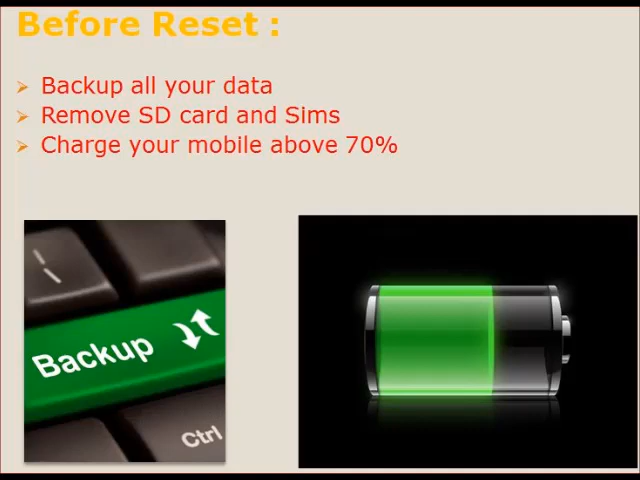 Before Reset :
Backup all your data
Remove SD card and Sims
Charge your mobile above 70%
Backup
Ctrl